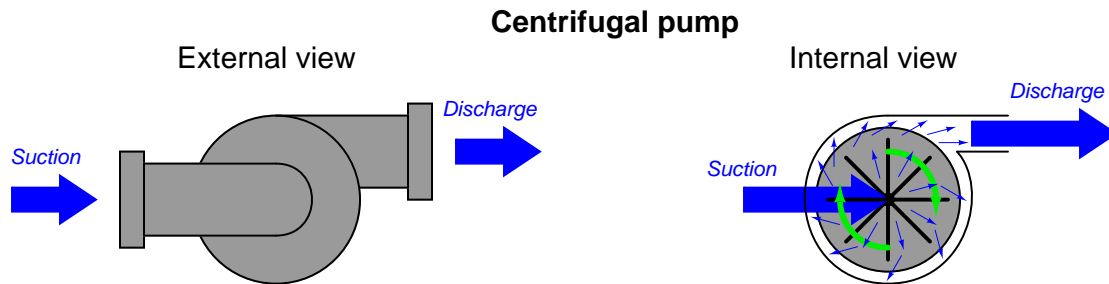 Centrifugal pump
External view
Internal view
Suction
Discharge
Suction
Discharge